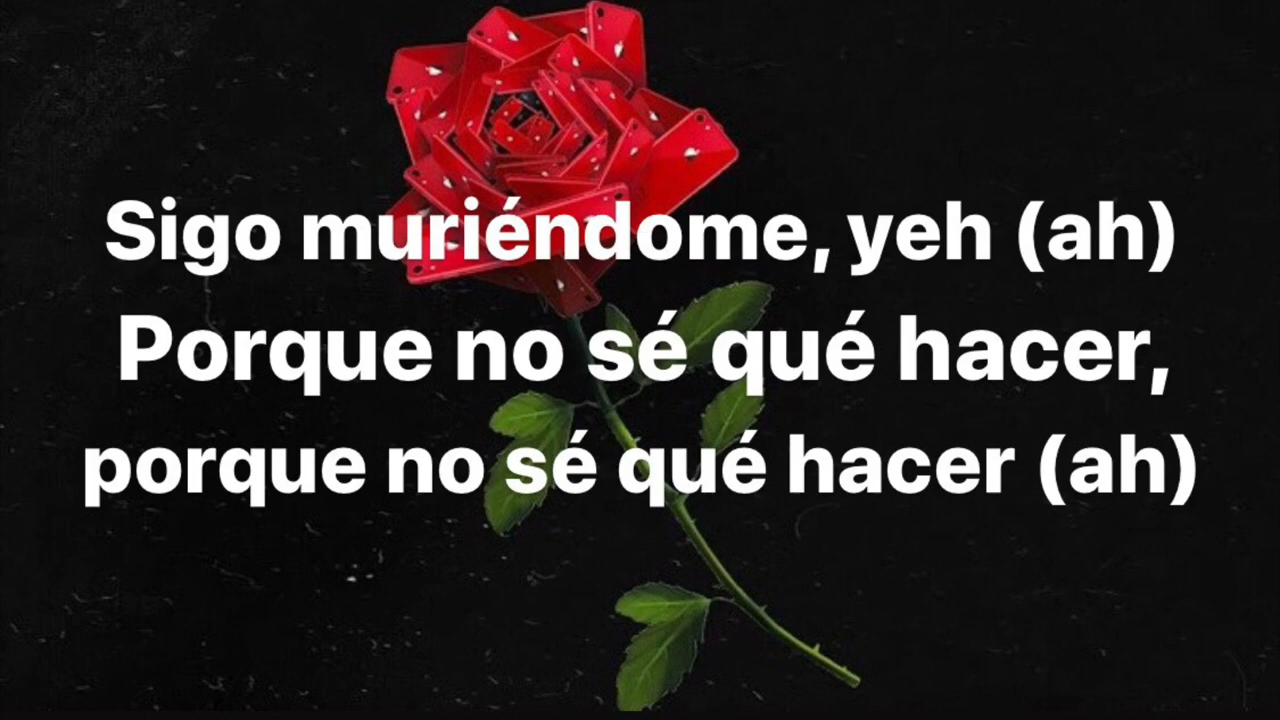 Sigo muriéndome, yeh (ah)
Porque no sé qué hacer,
porque no sé qué hacer (ah)